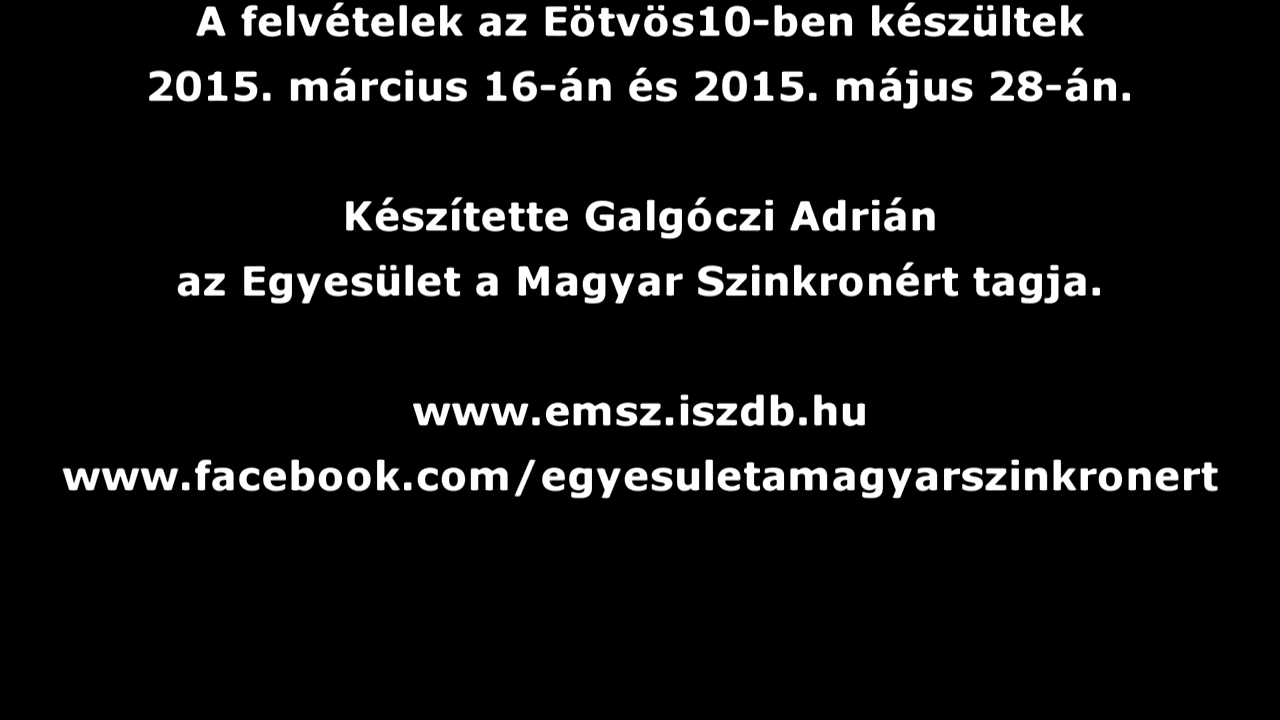 A felvételek az Eötvös10-ben készültek
2015. március 16-án és 2015. május 28-án.
Készítette Galgóczi Adrián
az Egyesület a Magyar Szinkronért tagja.
www.emsz.iszdb.hu
www.facebook.com/egyesuletamagyarszinkronert